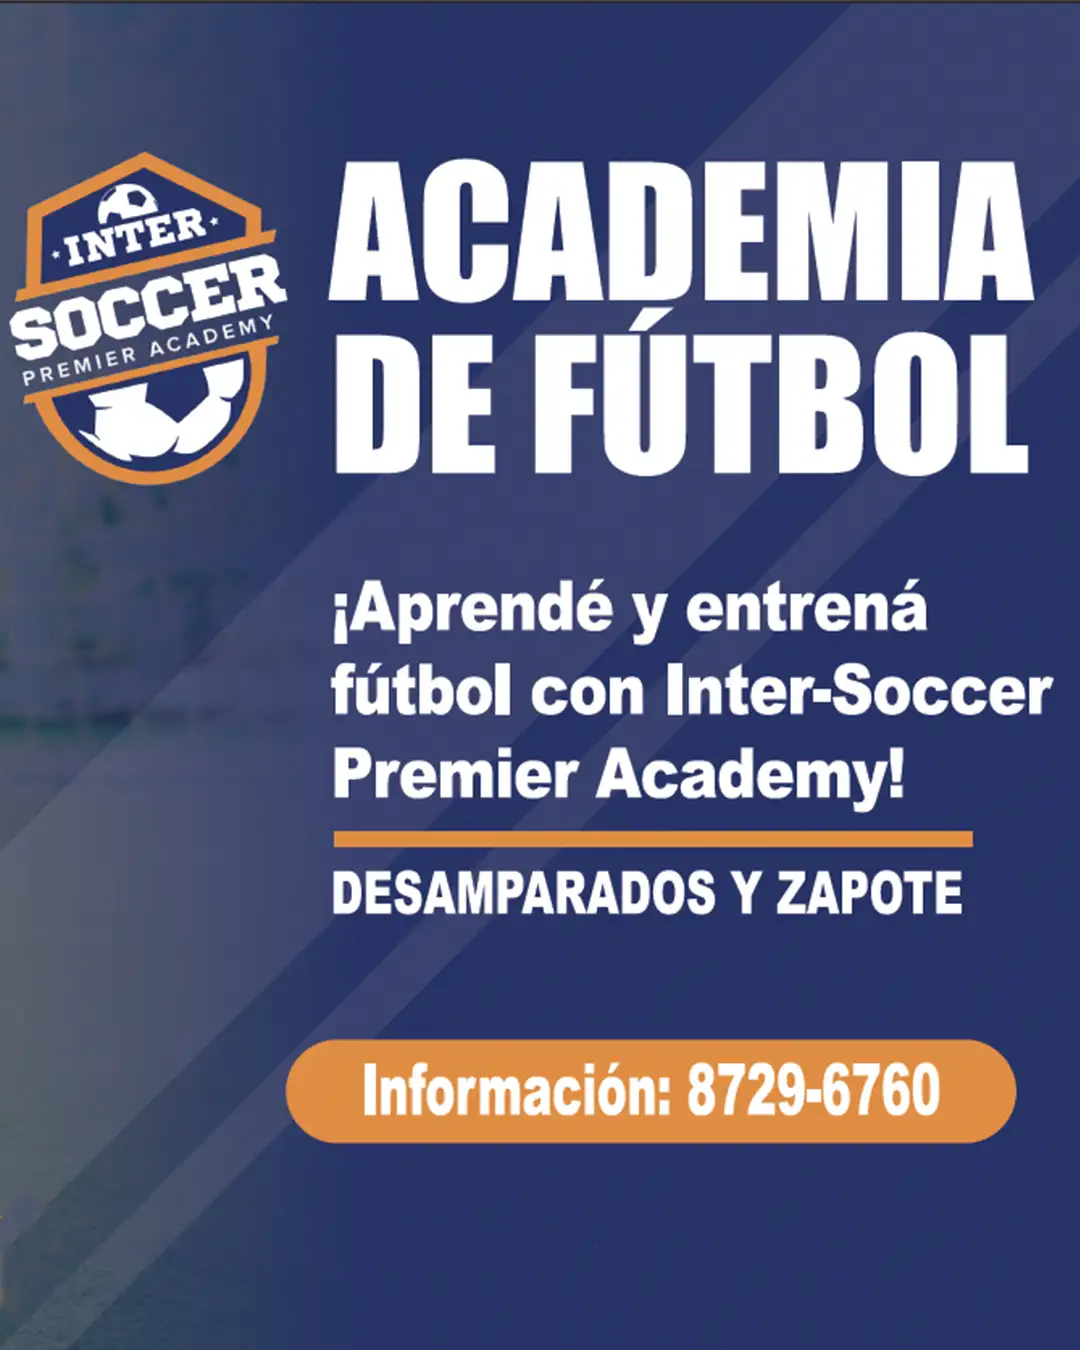 INTER
SOCCER
PREMIER ACADEMY
ACADEMIA
DE FÚTBOL
¡Aprendé y entrená
fútbol con Inter-Soccer
Premier Academy!
DESAMPARADOS Y ZAPOTE
Información: 8729-6760